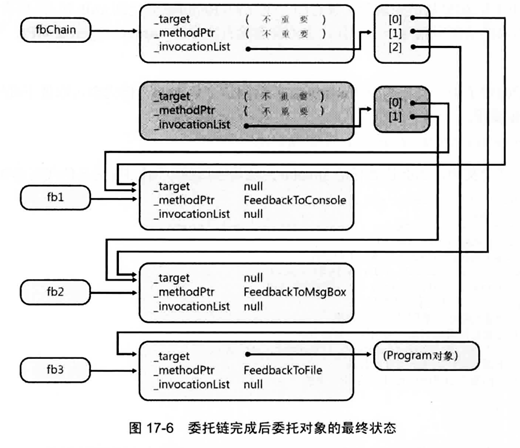 fbChain
_target ( 不 重 要 )
_methodPtr ( 不 重 要 )
_invocationList
[0]
[1]
[2]
_target ( 不 重 要 )
_methodPtr ( 不 重 要 )
_invocationList
[0]
[1]
fb1
_target null
_methodPtr FeedbackToConsole
_invocationList null
fb2
_target null
_methodPtr FeedbackToMsgBox
_invocationList null
fb3
_target
_methodPtr FeedbackToFile
_invocationList null
(Program对象)
图 17-6 委托链完成后委托对象的最终状态